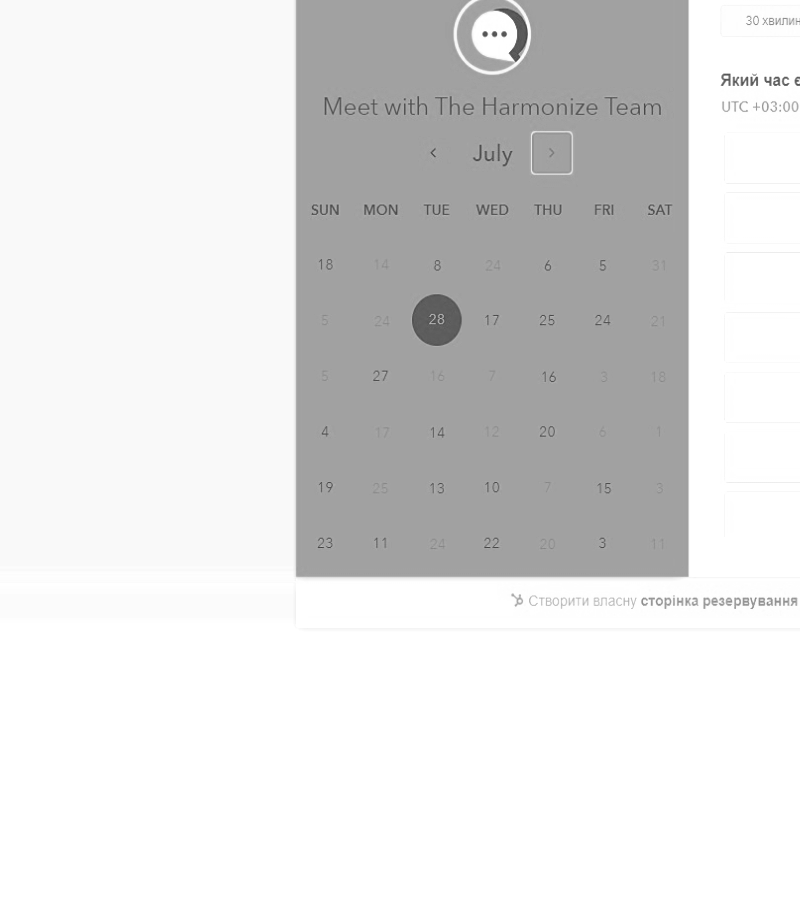 30 хвилин
Який час є
UTC +03:00
Meet with The Harmonize Team
July
SUN MON TUE WED THU FRI SAT
18 14 8 24 6 5 31
5 24 28 17 25 24 21
5 27 16 7 16 3 18
4 17 14 12 20 6 1
19 25 13 10 7 15 3
23 11 24 22 20 3 11
Створити власну сторінка резервування